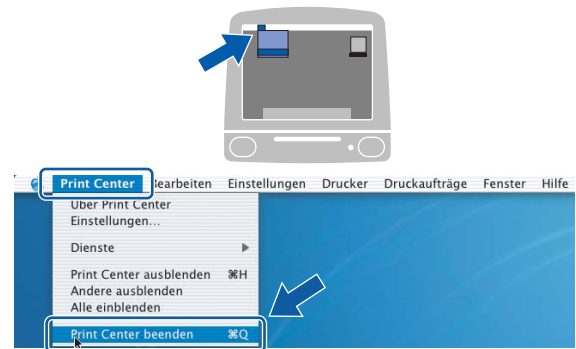 Print Center Bearbeiten Einstellungen Drucker Druckaufträge Fenster Hilfe
Über Print Center
Einstellungen...
Dienste
Print Center ausblenden ⌘H
Andere ausblenden
Alle einblenden
Print Center beenden ⌘Q